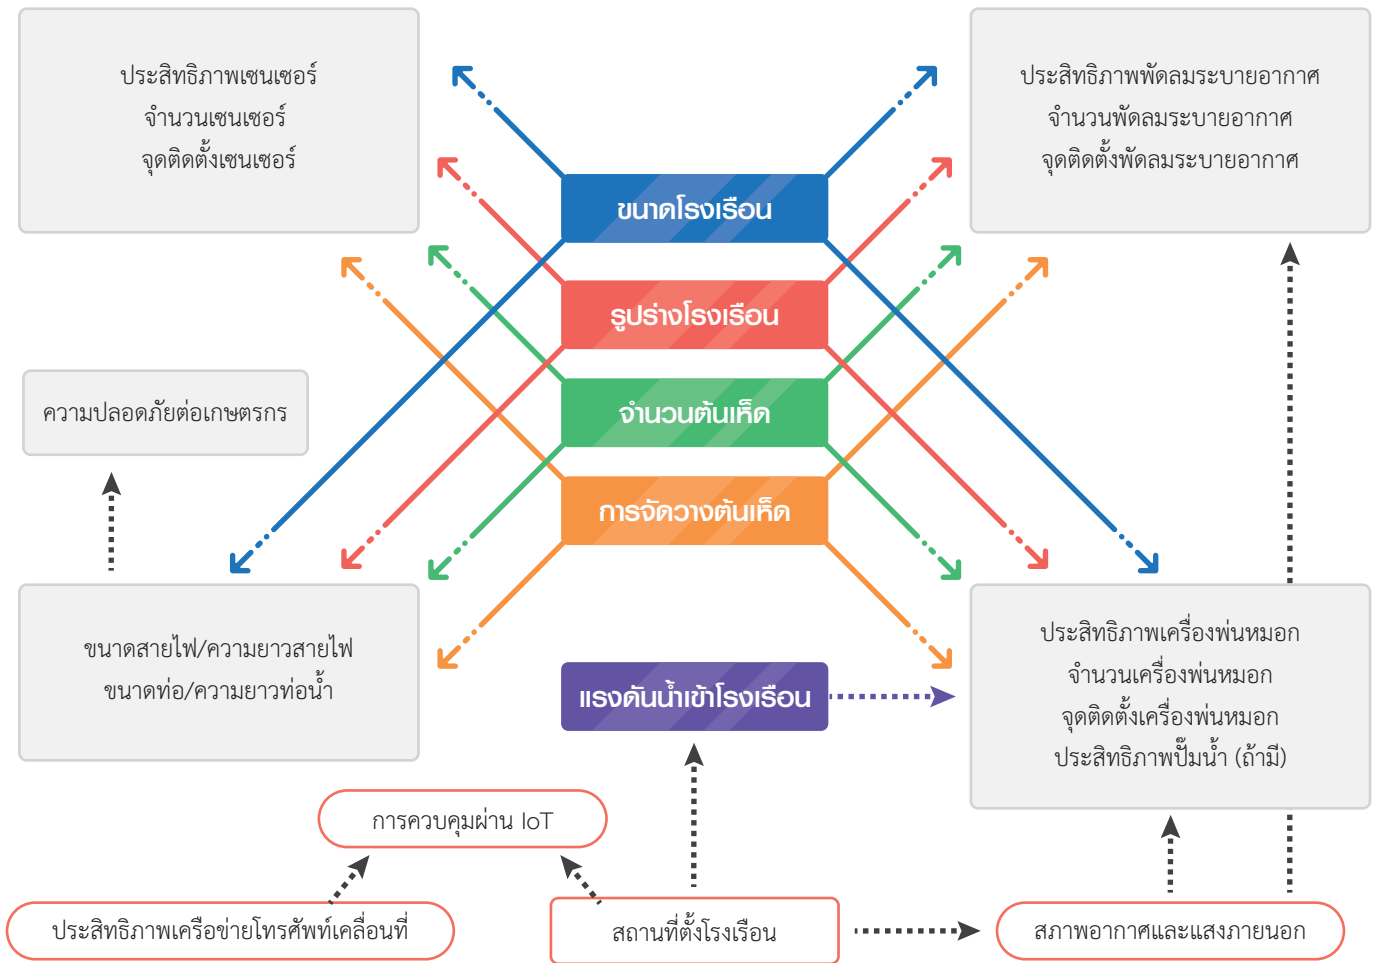 ประสิทธิภาพเซนเซอร์
จำนวนเซนเซอร์
จุดติดตั้งเซนเซอร์
ประสิทธิภาพพัดลมระบายอากาศ
จำนวนพัดลมระบายอากาศ
จุดติดตั้งพัดลมระบายอากาศ
ขนาดโรงเรือน
รูปร่างโรงเรือน
จำนวนต้นเห็ด
การจัดวางต้นเห็ด
ความปลอดภัยต่อเกษตรกร
ขนาดสายไฟ/ความยาวสายไฟ
ขนาดท่อ/ความยาวท่อน้ำ
แรงดันน้ำเข้าโรงเรือน
ประสิทธิภาพเครื่องพ่นหมอก
จำนวนเครื่องพ่นหมอก
จุดติดตั้งเครื่องพ่นหมอก
ประสิทธิภาพปั๊มน้ำ (ถ้ามี)
การควบคุมผ่าน IoT
ประสิทธิภาพเครือข่ายโทรศัพท์เคลื่อนที่
สถานที่ตั้งโรงเรือน
สภาพอากาศและแสงภายนอก